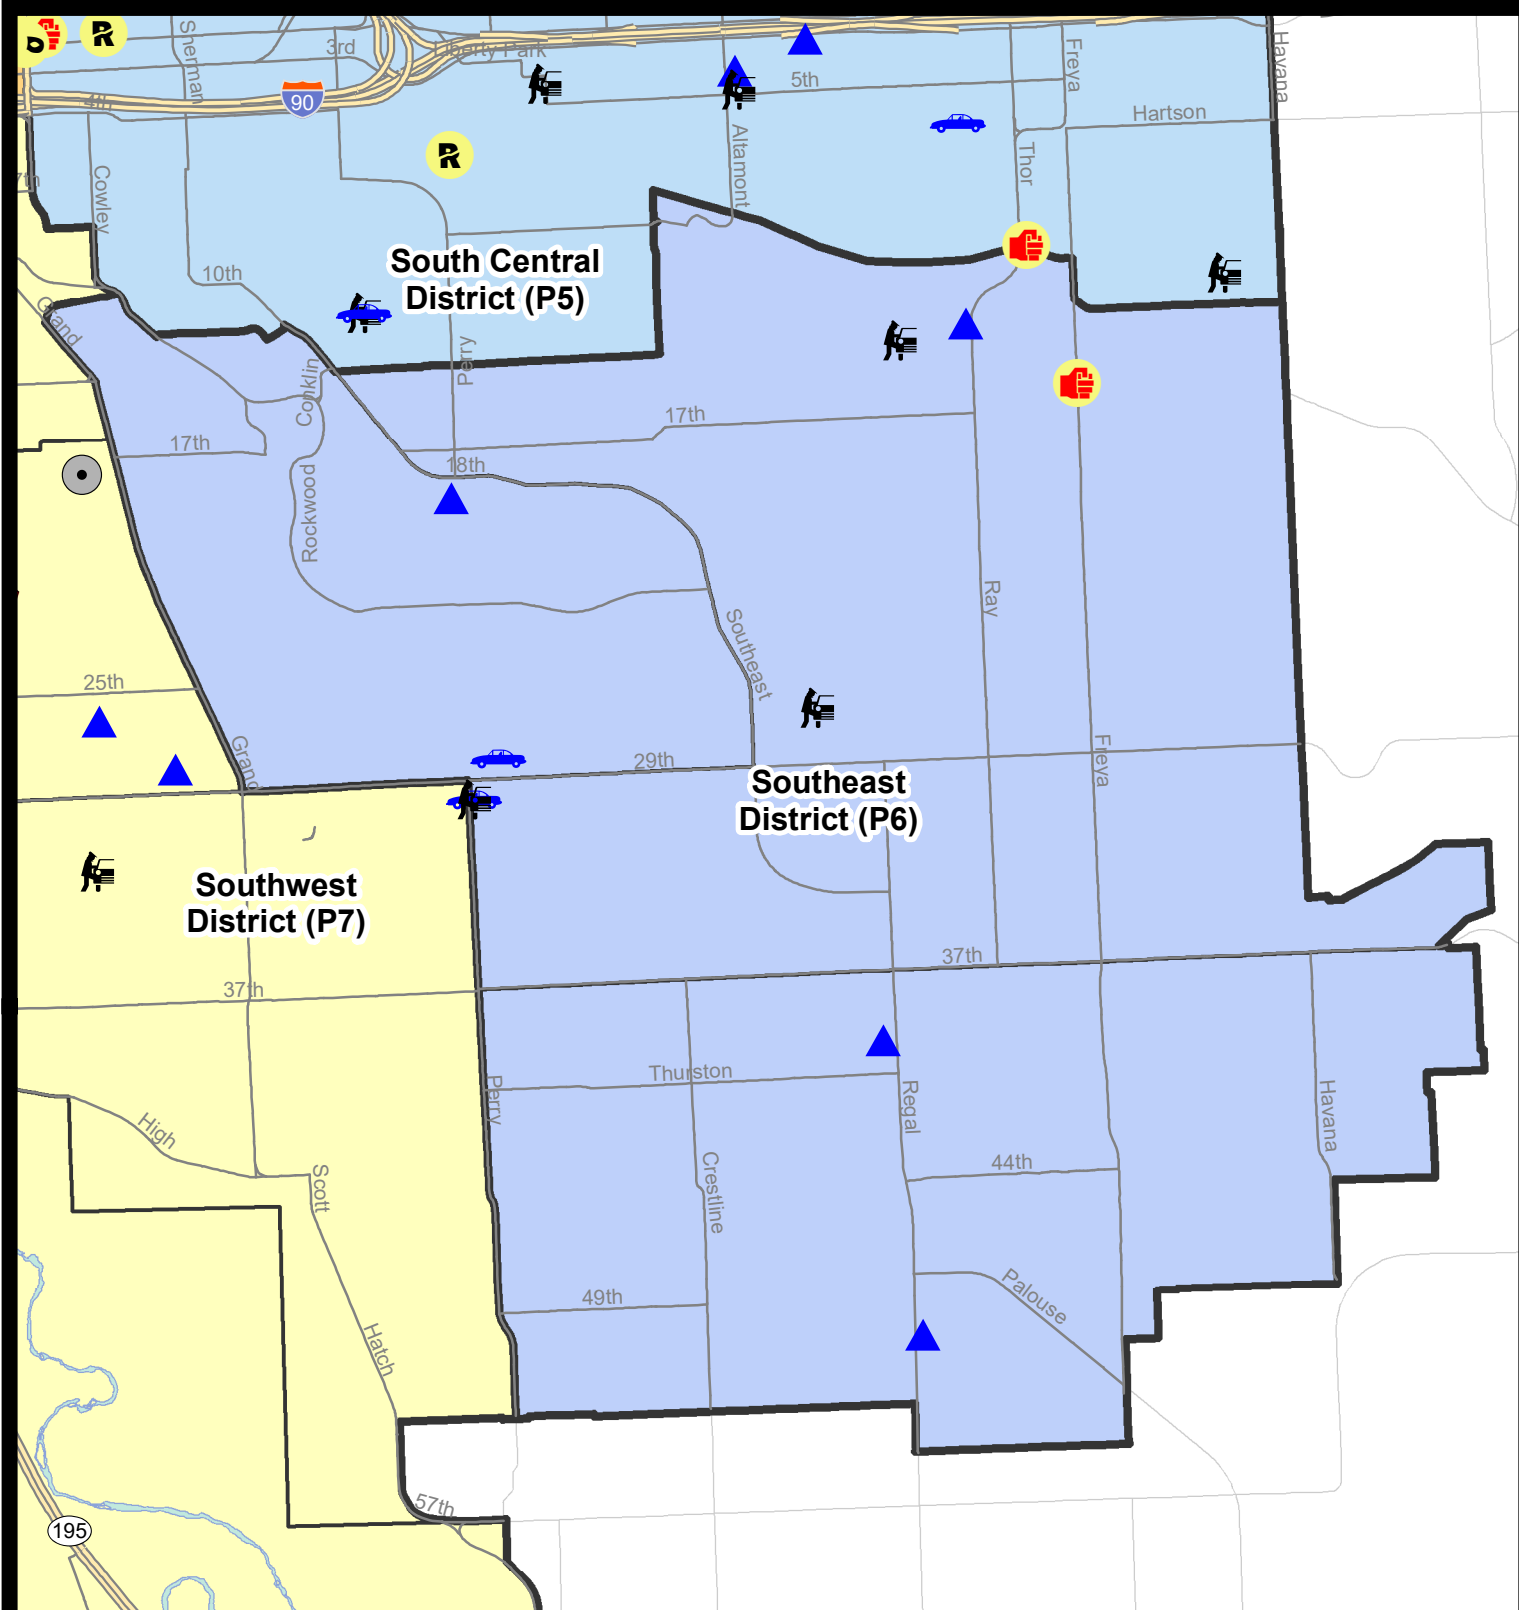 R
Sherman
3rd
Liberty Park
Freya
Havana
90
4th
5th
Hartson
Altamont
Thor
R
7th
Cowley
South Central
District (P5)
10th
Grand
Perry
Conklin
17th
17th
18th
Rockwood
Ray
Southeast
25th
Grand
29th
Freya
Southeast
District (P6)
Southwest
District (P7)
37th
37th
Thurston
Perry
Regal
Havana
High
Scott
Crestline
44th
Palouse
49th
Hatch
57th
195